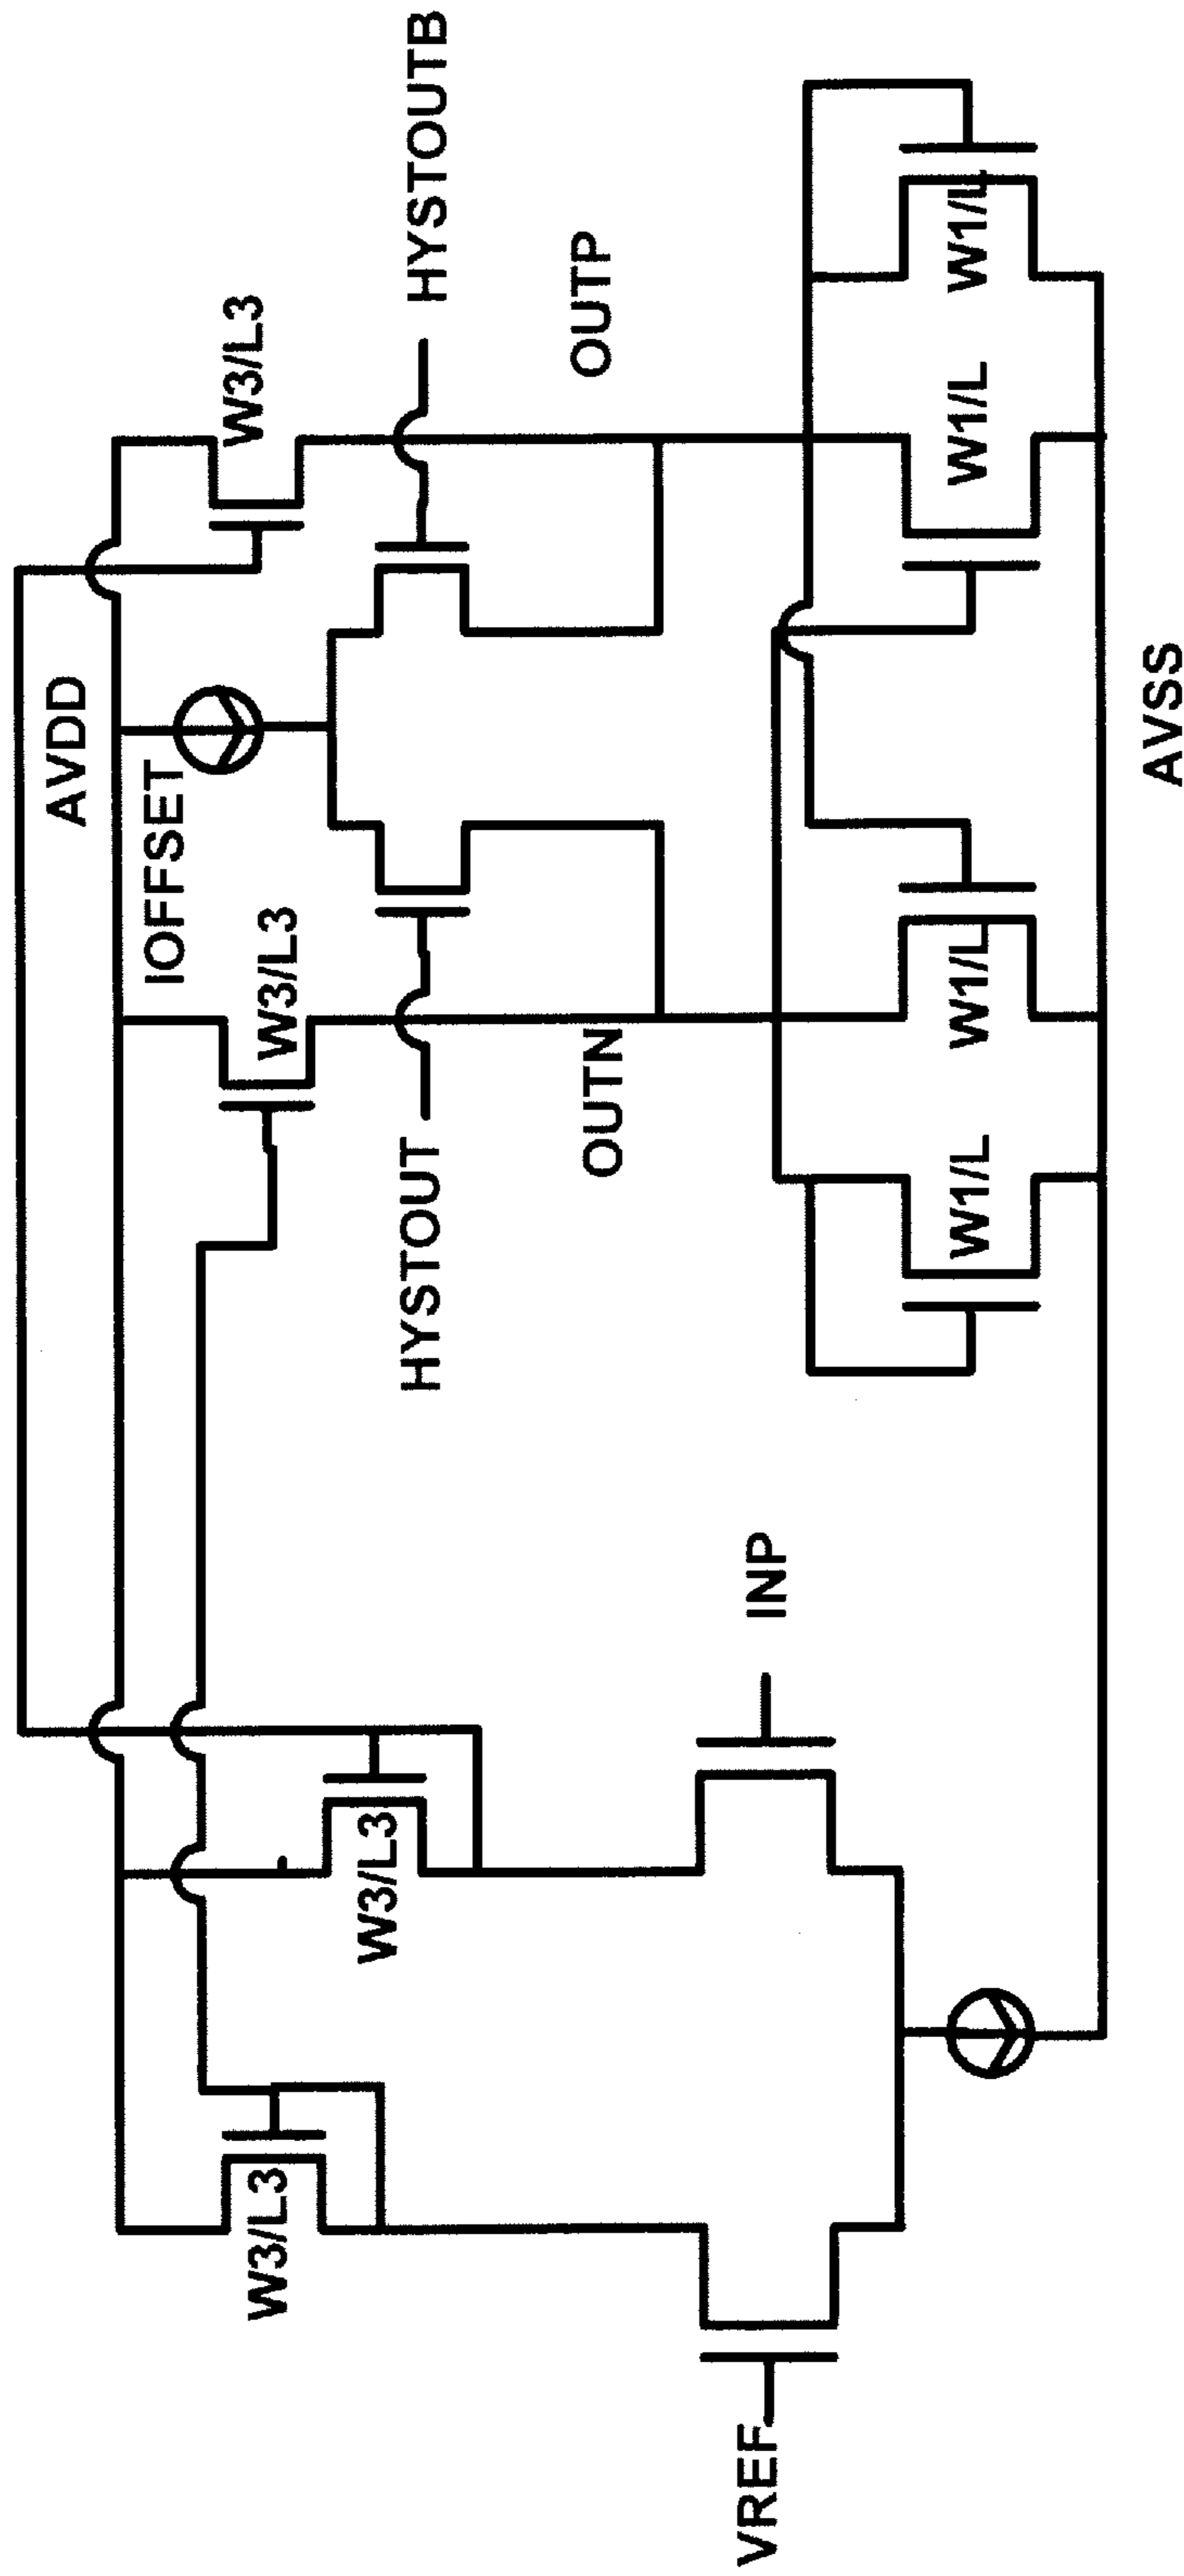 AVDD
IOFFSET
W3/L3
W3/L3
W3/L3
W3/L3
HYSTOUT
HYSTOUTB
OUTN
OUTP
VREF
INP
W1/L
W1/L
W1/L
W1/L
AVSS